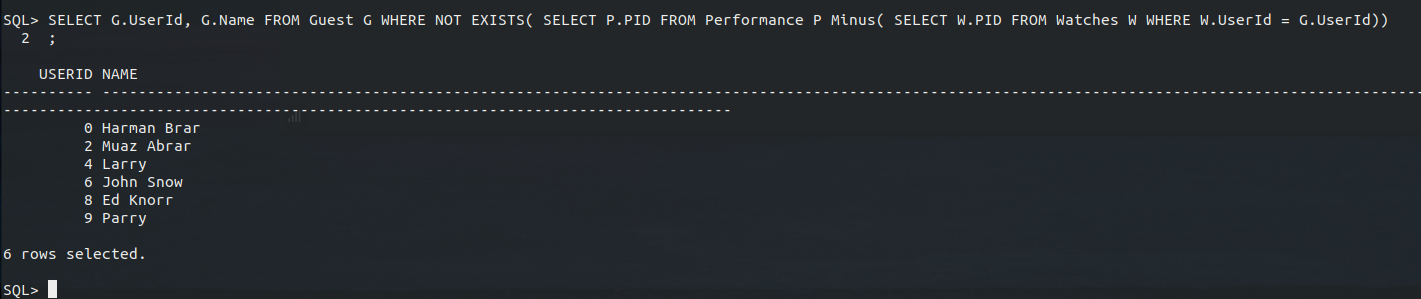 SQL> SELECT G.UserId, G.Name FROM Guest G WHERE NOT EXISTS( SELECT P.PID FROM Performance P Minus( SELECT W.PID FROM Watches W WHERE W.UserId = G.UserId))
  2  ;
    USERID NAME
---------- --------------------------------------------------------------------------------------------------------------------------------------------------
---------------------------------------------------------------------------------
         0 Harman Brar
         2 Muaz Abrar
         4 Larry
         6 John Snow
         8 Ed Knorr
         9 Parry
6 rows selected.
SQL>